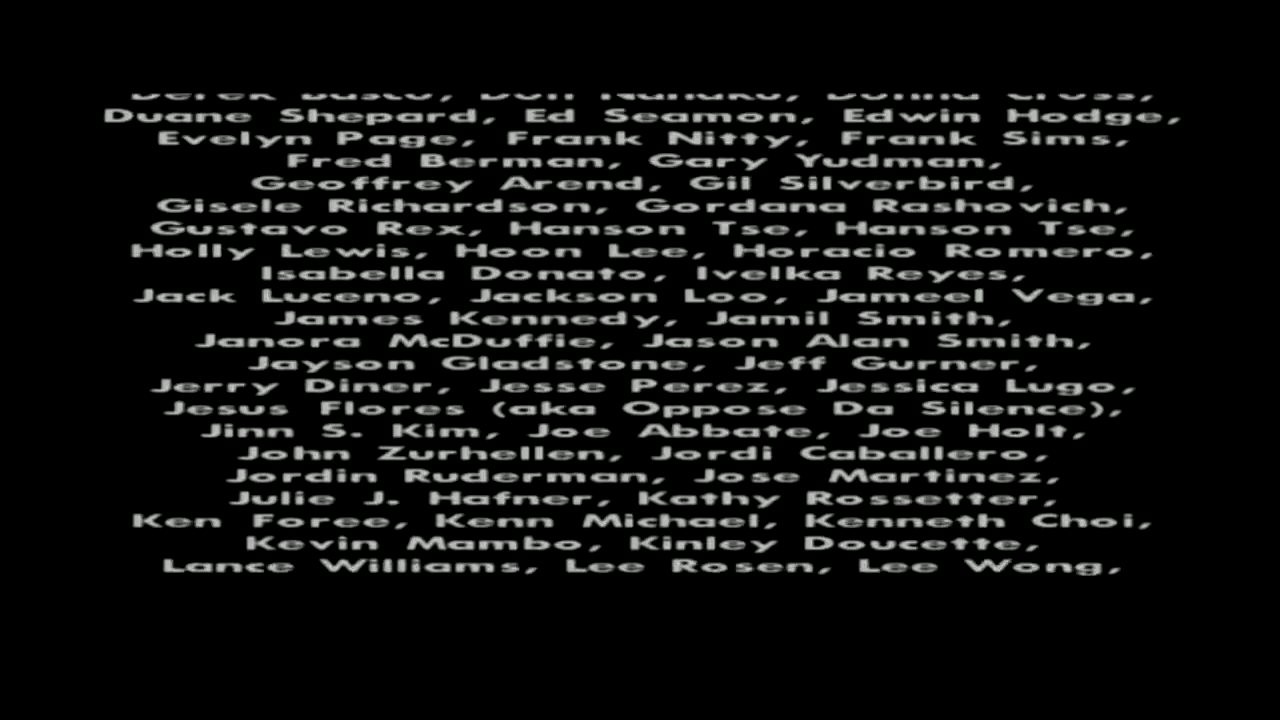 Duane Shepard, Ed Seamon, Edwin Hodge,
Evelyn Page, Frank Nitty, Frank Sims,
Fred Berman, Gary Yudman,
Geoffrey Arend, Gil Silverbird,
Gisele Richardson, Gordana Rashovich,
Gustavo Rex, Hanson Tse, Hanson Tse,
Holly Lewis, Hoon Lee, Horacio Romero,
Isabella Donato, Ivelka Reyes,
Jack Luceno, Jackson Loo, Jameel Vega,
James Kennedy, Jamil Smith,
Janora McDuffie, Jason Alan Smith,
Jayson Gladstone, Jeff Gurner,
Jerry Diner, Jesse Perez, Jessica Lugo,
Jesus Flores (aka Oppose Da Silence),
Jinn S. Kim, Joe Abbate, Joe Holt,
John Zurhellen, Jordi Caballero,
Jordin Ruderman, Jose Martinez,
Julie J. Hafner, Kathy Rossetter,
Ken Foree, Kenn Michael, Kenneth Choi,
Kevin Mambo, Kinley Doucette,
Lance Williams, Lee Rosen, Lee Wong,